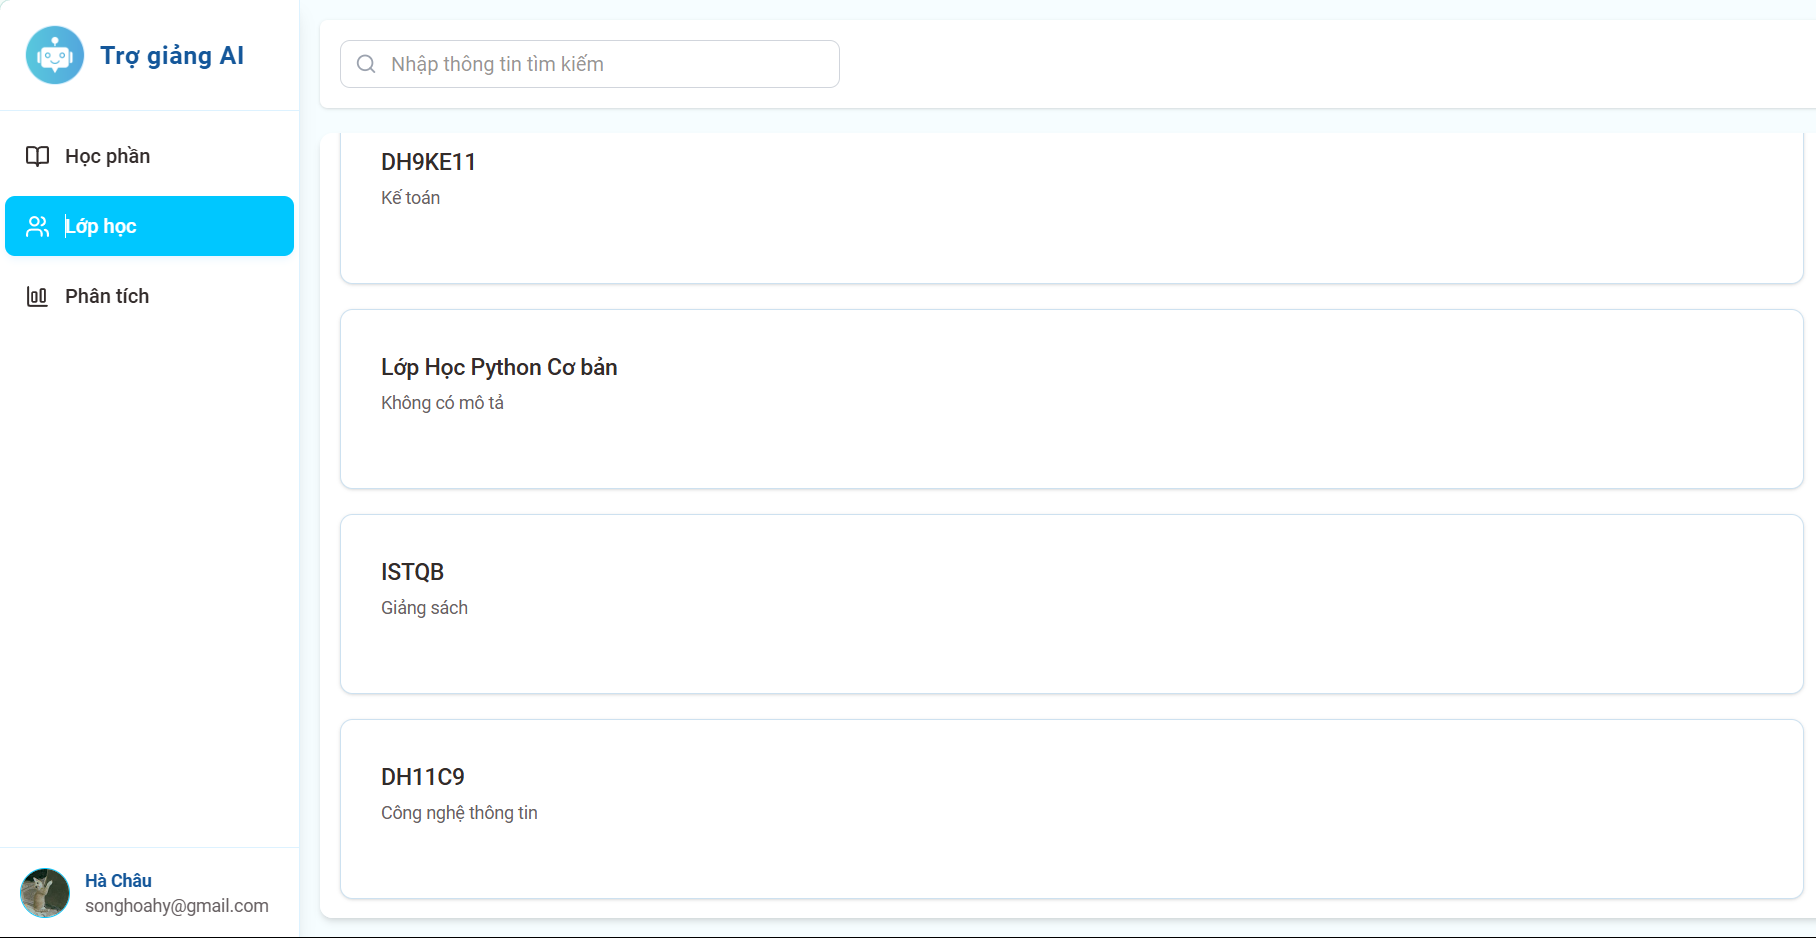 Trợ giảng AI
Học phần
Lớp học
Phân tích
Hà Châu
songhoahy@gmail.com
Nhập thông tin tìm kiếm
DH9KE11
Kế toán
Lớp Học Python Cơ bản
Không có mô tả
ISTQB
Giảng sách
DH11C9
Công nghệ thông tin